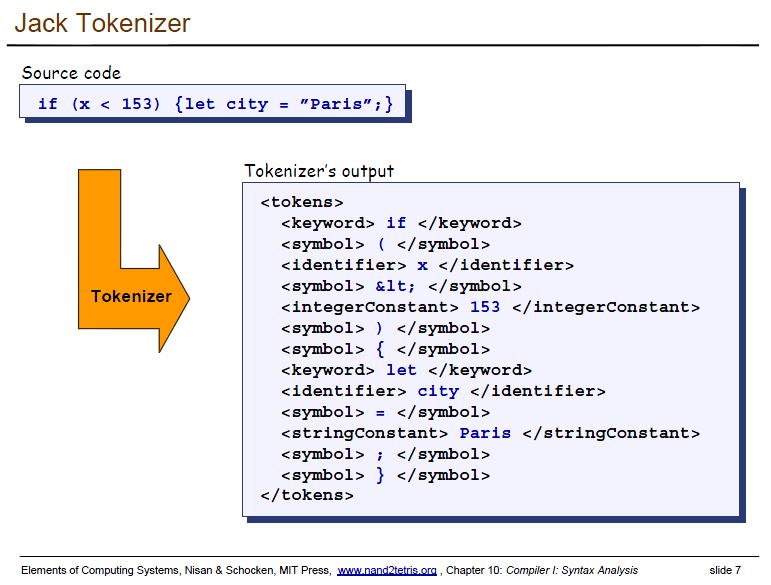 Jack Tokenizer
Source code
if (x < 153) {let city = ”Paris”;}
Tokenizer’s output
<tokens>
<keyword> if </keyword>
<symbol> ( </symbol>
<identifier> x </identifier>
<symbol> &lt; </symbol>
<integerConstant> 153 </integerConstant>
<symbol> ) </symbol>
<symbol> { </symbol>
<keyword> let </keyword>
<identifier> city </identifier>
<symbol> = </symbol>
<stringConstant> Paris </stringConstant>
<symbol> ; </symbol>
<symbol> } </symbol>
</tokens>
Tokenizer
Elements of Computing Systems, Nisan & Schocken, MIT Press, www.nand2tetris.org , Chapter 10: Compiler I: Syntax Analysis slide 7